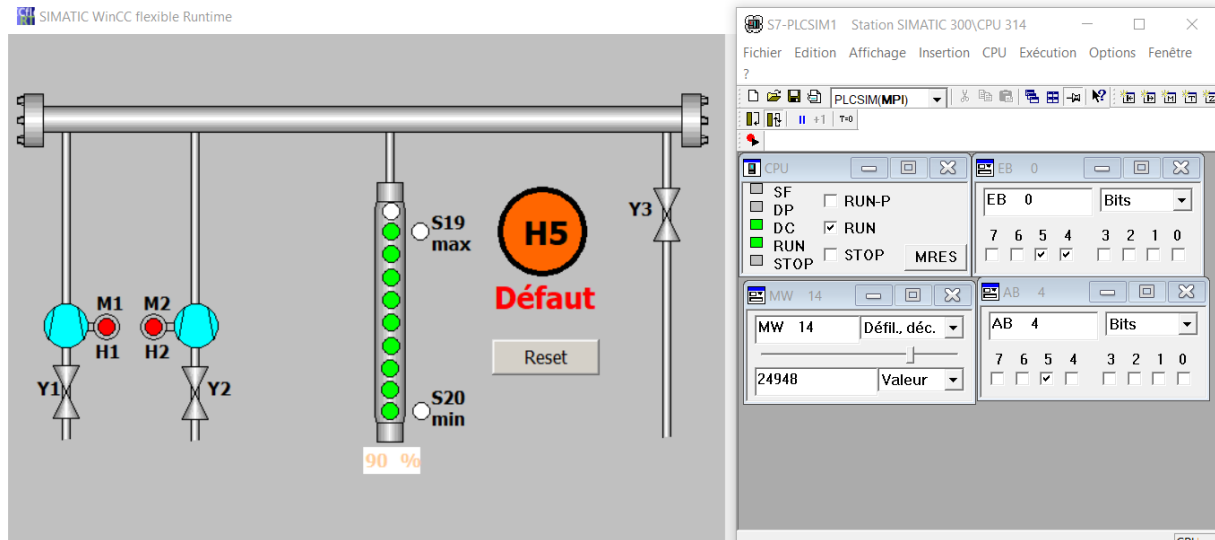 SIMATIC WinCC flexible Runtime
S19
max
H5
Y3
Défaut
M1 M2
H1 H2
Reset
Y1
Y2
S20
min
90 %
S7-PLCSIM1 Station SIMATIC 300\CPU 314
Fichier Edition Affichage Insertion CPU Exécution Options Fenêtre
?
PLCSIM(MPI)
+1 T=0
CPU
SF
DP
DC
RUN
STOP
RUN-P
RUN
STOP
MRES
EB 0
EB 0 Bits
7 6 5 4 3 2 1 0
MW 14
MW 14 Défil., déc.
24948 Valeur
AB 4
AB 4 Bits
7 6 5 4 3 2 1 0